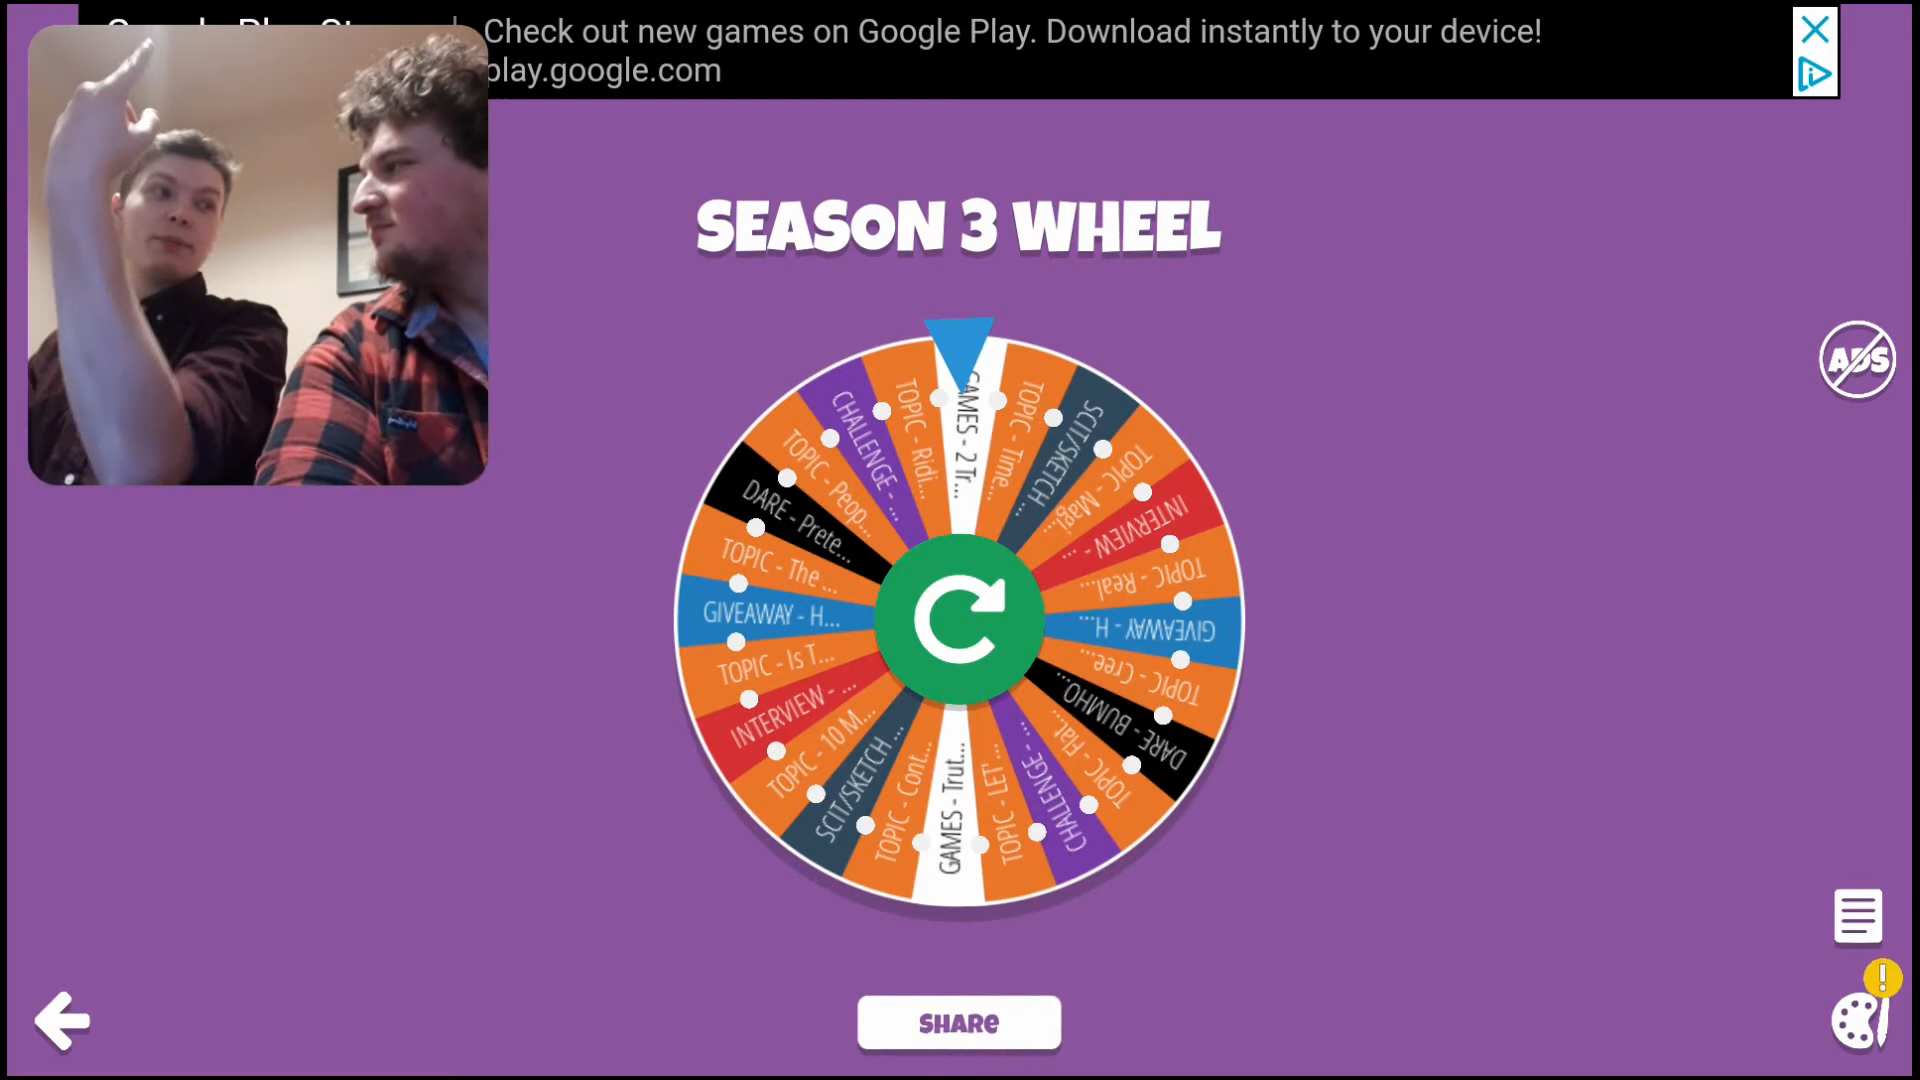 Check out new games on Google Play. Download instantly to your device!
play.google.com
SEASON 3 WHEEL
ADS
GAMES - 2 Tr...
TOPIC - Time...
SCIT/SKETCH ...
TOPIC - Magi...
INTERVIEW - ...
TOPIC - Real...
GIVEAWAY - H...
TOPIC - Cree...
DARE - BUMHO...
TOPIC - Flat...
CHALLENGE - ...
TOPIC - LET' ...
GAMES - Trut...
TOPIC - Cont...
SCIT/SKETCH ...
TOPIC - 10 M...
INTERVIEW - ...
TOPIC - Is T...
GIVEAWAY - H...
TOPIC - The ...
DARE - Prete...
TOPIC - Peop...
CHALLENGE - ...
TOPIC - Ridi...
SHARE